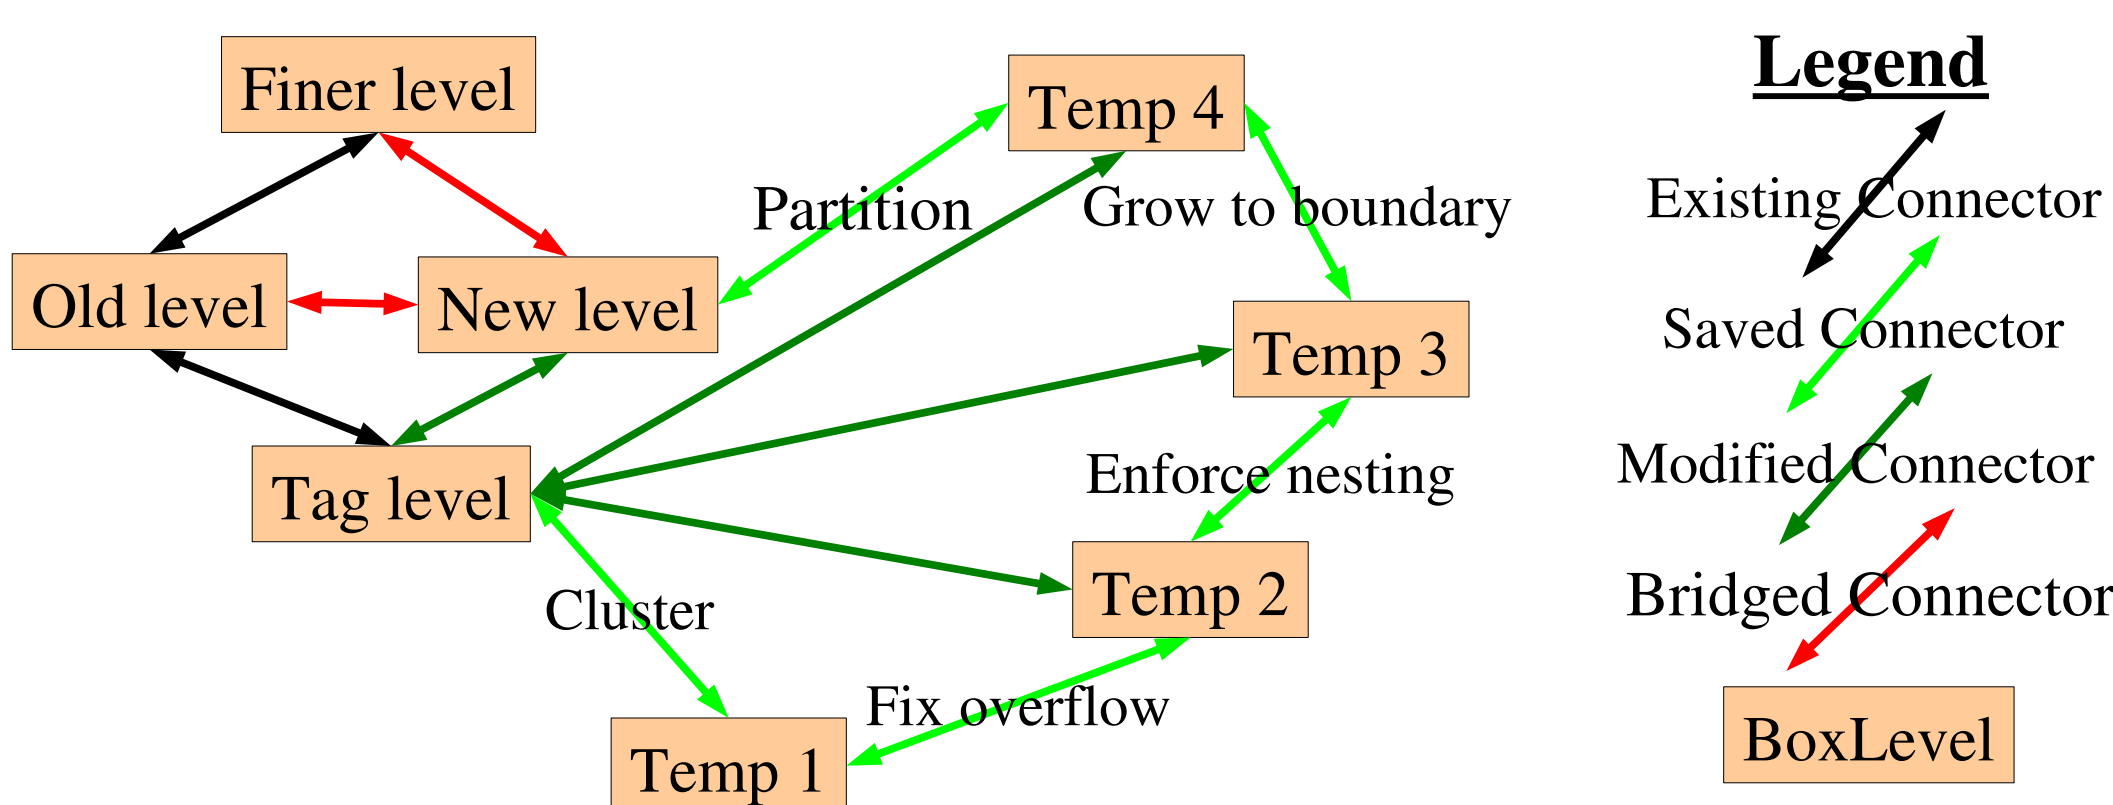 Finer level
Old level
New level
Tag level
Temp 4
Partition
Grow to boundary
Temp 3
Enforce nesting
Temp 2
Cluster
Fix overflow
Temp 1
Legend
Existing Connector
Saved Connector
Modified Connector
Bridged Connector
BoxLevel